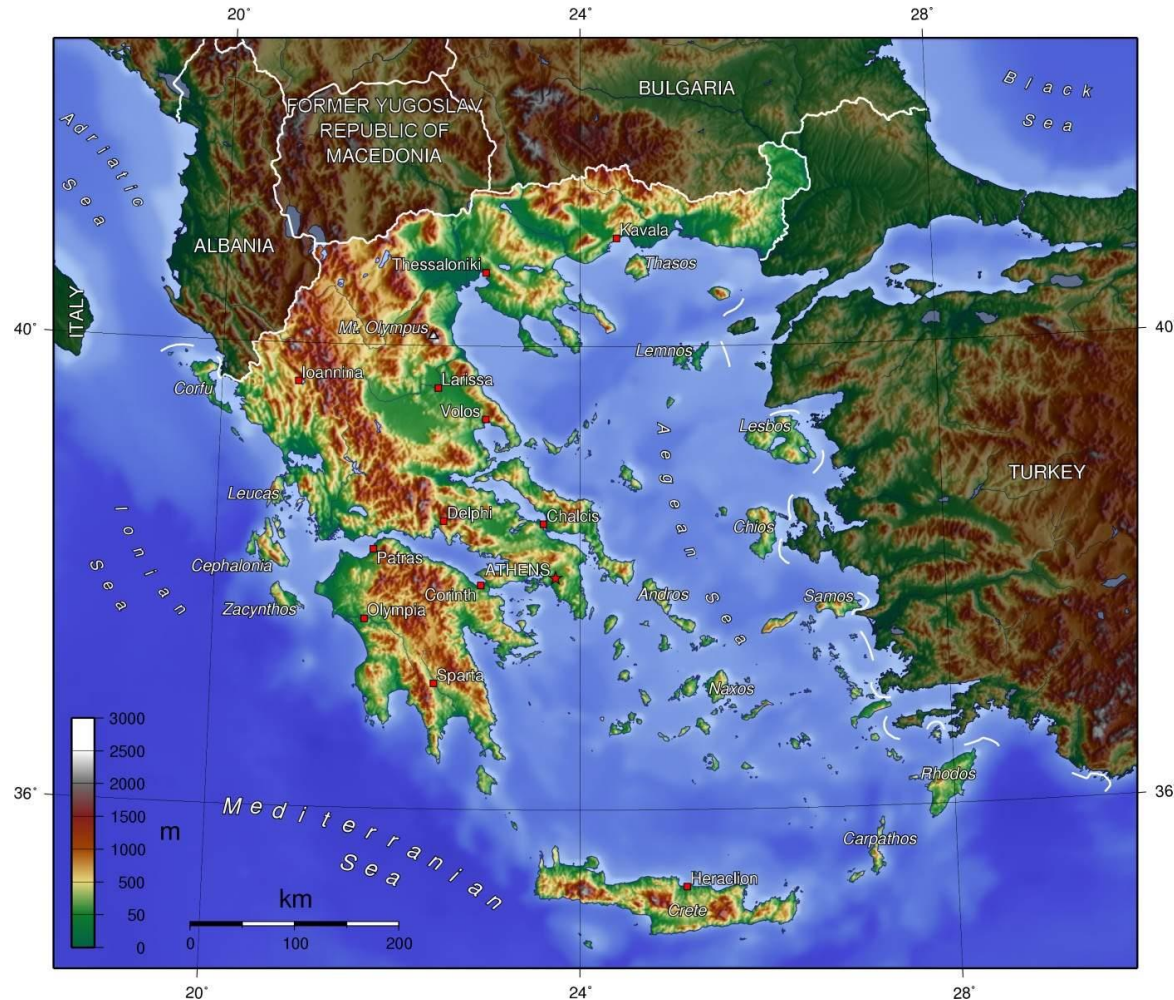 20°
24°
28°
BULGARIA
Black
Sea
FORMER YUGOSLAV
REPUBLIC OF
MACEDONIA
Adriatic
Sea
ALBANIA
Kavala
Thessaloniki
Thasos
ITALY
40°
Mt. Olympus
40
Lemnos
Ioannina
Corfu
Larissa
Volos
Lesbos
Aegean
Sea
TURKEY
Leucas
Delphi
Chalcis
Chios
Ionian
Sea
Patras
Cephalonia
ATHENS
Corinth
Andros
Samos
Zacynthos
Olympia
Sparta
Naxos
3000
2500
2000
1500
1000
500
50
0
m
Rhodos
36°
36
Mediterranian
Sea
Carpathos
Heraclion
Crete
km
0
100
200
20°
24°
28°